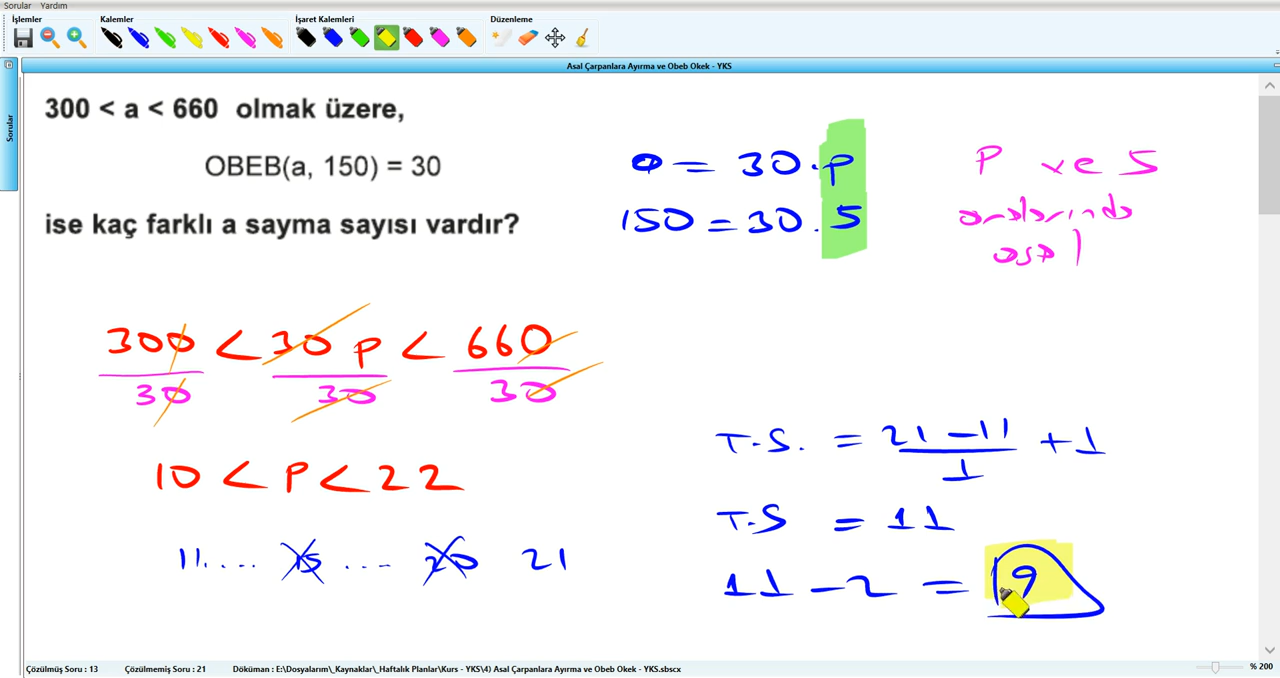 Sorular Yardım
İşlemler Kalemler İşaret Kalemleri Düzenleme
Asal Çarpanlara Ayırma ve Obeb Okek - YKS
Sorular
300 < a < 660 olmak üzere,
OBEB(a, 150) = 30
ise kaç farklı a sayma sayısı vardır?
a = 30 . p
150 = 30 . 5
P ve 5
aralarında
asal
300 < 30 p < 660
30 30 30
10 < p < 22
11.... 15 .... 20 21
T.S. = 21 - 11 + 1
1
T.S = 11
11 - 2 = 9
Çözülmüş Soru : 13 Çözülmemiş Soru : 21 Döküman : E:\Dosyalarım\_Kaynaklar\_Haftalık Planlar\Kurs - YKS\4) Asal Çarpanlara Ayırma ve Obeb Okek - YKS.sbscx % 200